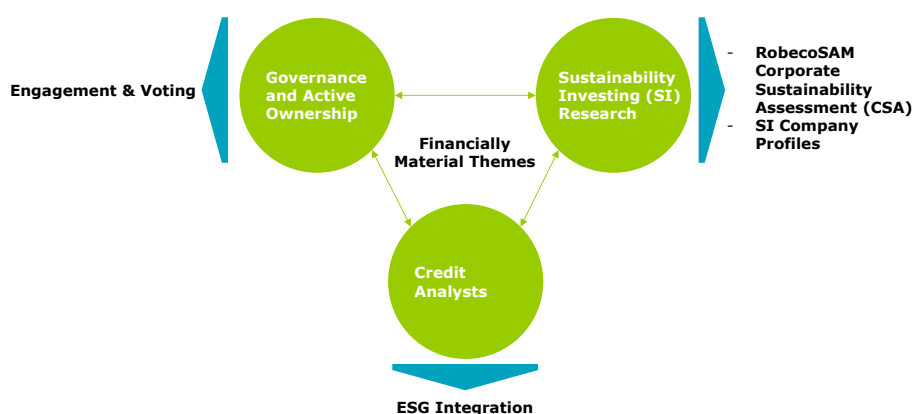 Engagement & Voting
Governance
and Active
Ownership
Sustainability
Investing (SI)
Research
- RobecoSAM
Corporate
Sustainability
Assessment (CSA)
- SI Company
Profiles
Financially
Material Themes
Credit
Analysts
ESG Integration